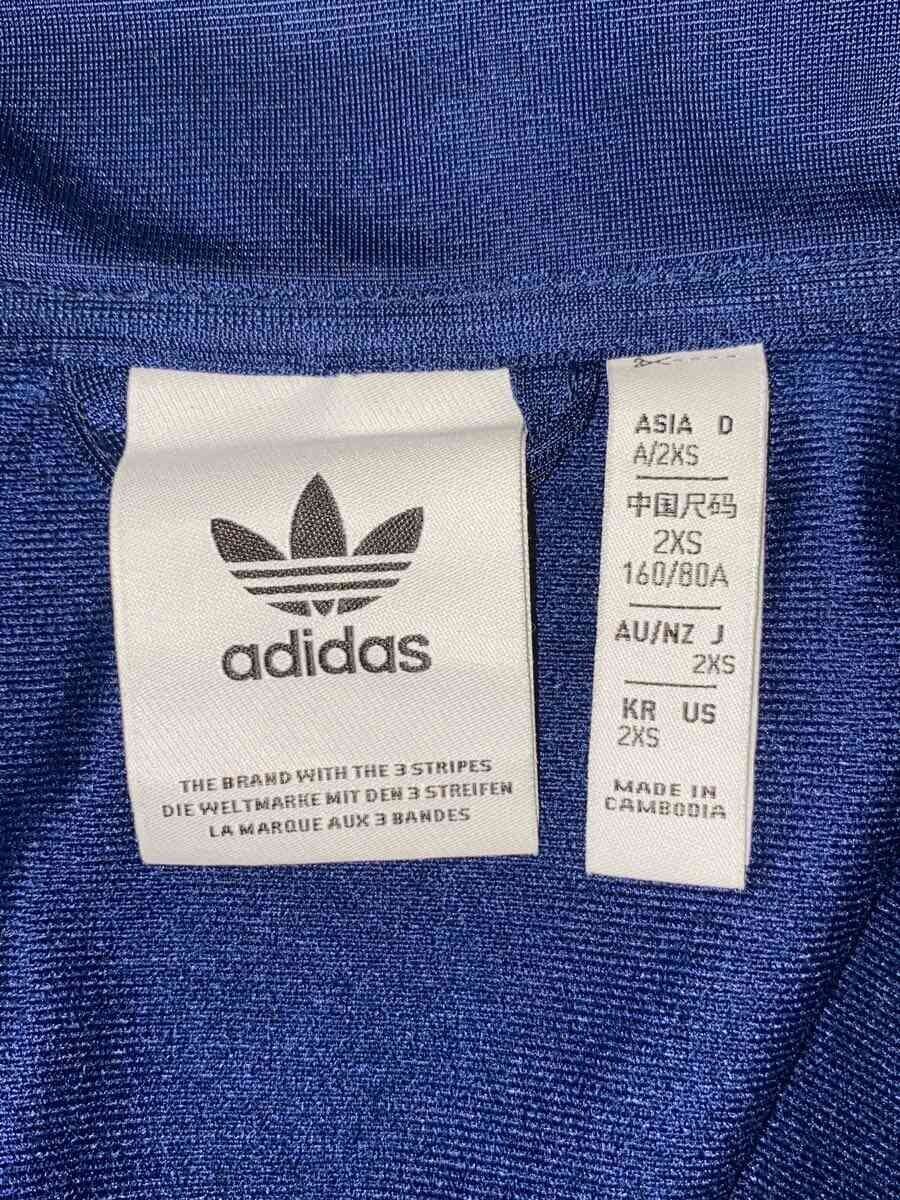 adidas
THE BRAND WITH THE 3 STRIPES
DIE WELTMARKE MIT DEN 3 STREIFEN
LA MARQUE AUX 3 BANDES
ASIA D
A/2XS
中国尺码
2XS
160/80A
AU/NZ J
2XS
KR US
2XS
MADE IN
CAMBODIA